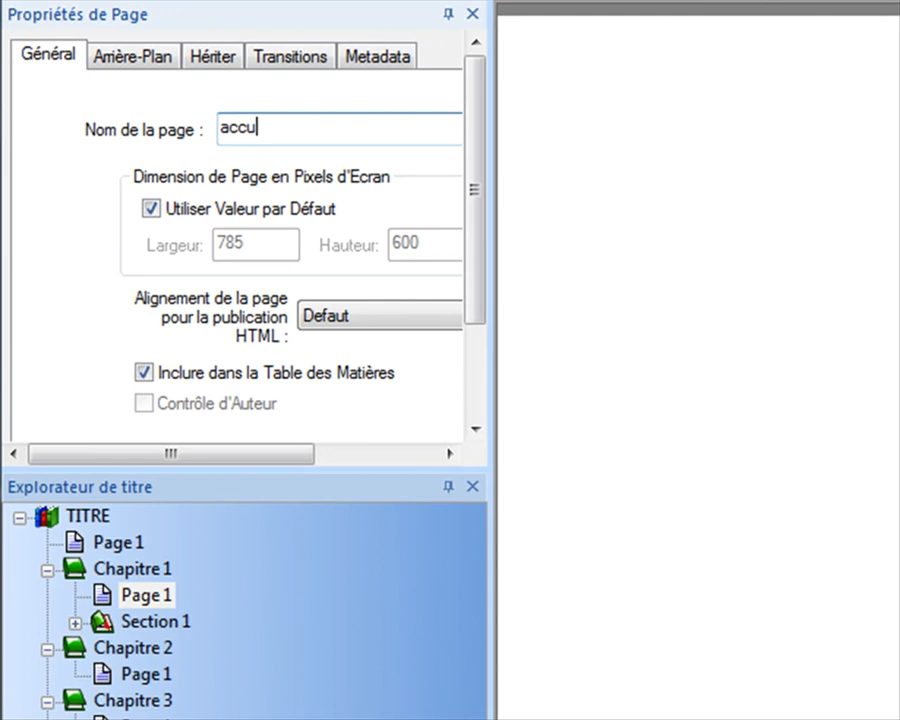 Propriétés de Page
Général Arrière-Plan Hériter Transitions Metadata
Nom de la page : accu
Dimension de Page en Pixels d'Ecran
Utiliser Valeur par Défaut
Largeur: 785 Hauteur: 600
Alignement de la page
pour la publication
HTML :
Defaut
Inclure dans la Table des Matières
Contrôle d'Auteur
Explorateur de titre
TITRE
Page 1
Chapitre 1
Page 1
Section 1
Chapitre 2
Page 1
Chapitre 3